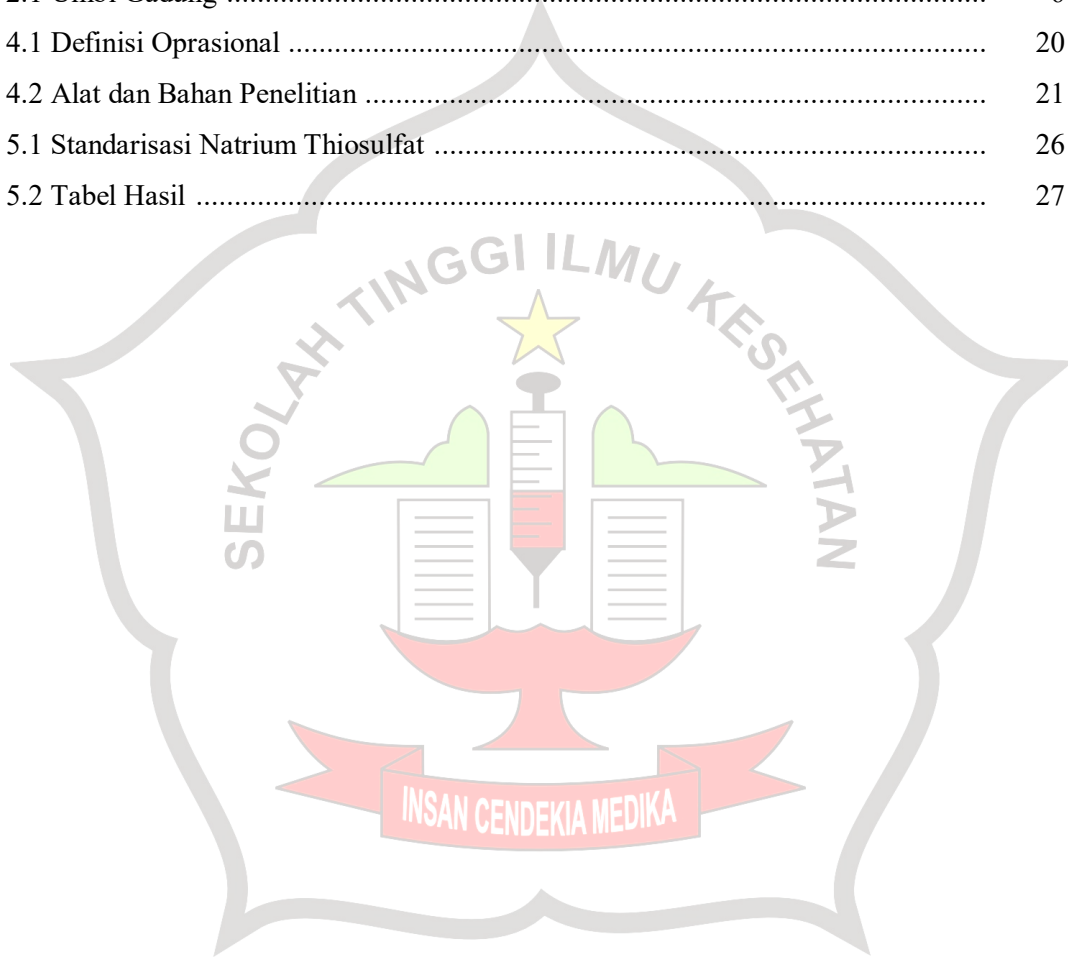 4.1 Definisi Oprasional ........................................................................................................ 20
4.2 Alat dan Bahan Penelitian ............................................................................................. 21
5.1 Standarisasi Natrium Thiosulfat ................................................................................... 26
5.2 Tabel Hasil ...................................................................................................................... 27
SEKOLAH TINGGI ILMU KESEHATAN
INSAN CENDEKIA MEDIKA